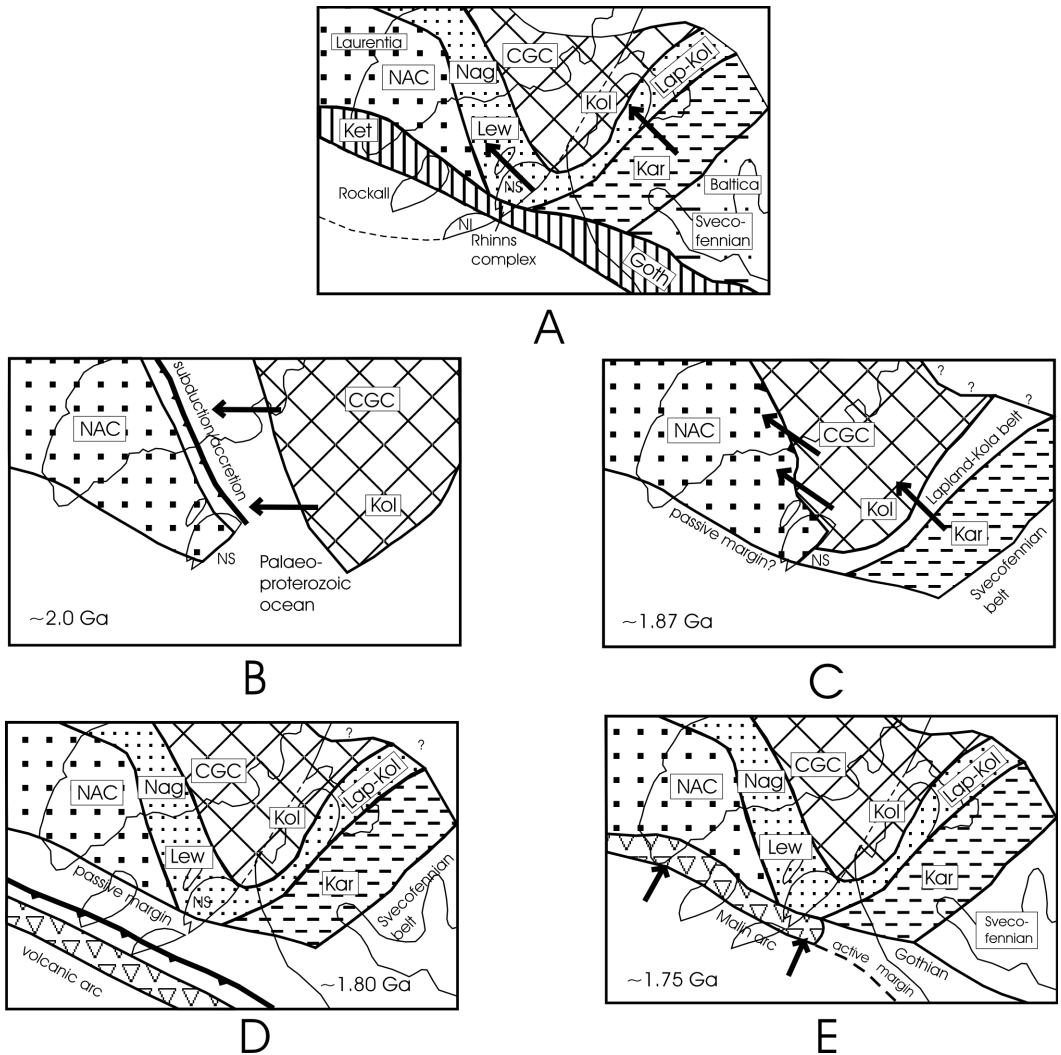 Laurentia
NAC
Nag
CGC
Lap-Kol
Kol
Ket
Lew
Kar
Rockall
NS
Baltica
NI
Rhinns
complex
Sveco-
fennian
Goth
A
subduction/accretion
NAC
CGC
Kol
NS
Palaeo-
proterozoic
ocean
~2.0 Ga
B
?
?
?
NAC
CGC
Lapland-Kola belt
Kol
Kar
passive margin?
NS
Svecofennian
belt
~1.87 Ga
C
?
?
NAC
Nag
CGC
Lap-Kol
Kol
Lew
Kar
passive margin
NS
Svecofennian
belt
volcanic arc
~1.80 Ga
D
NAC
Nag
CGC
Lap-Kol
Kol
Lew
Kar
Malin arc
Sveco-
fennian
active margin
Gothian
~1.75 Ga
E